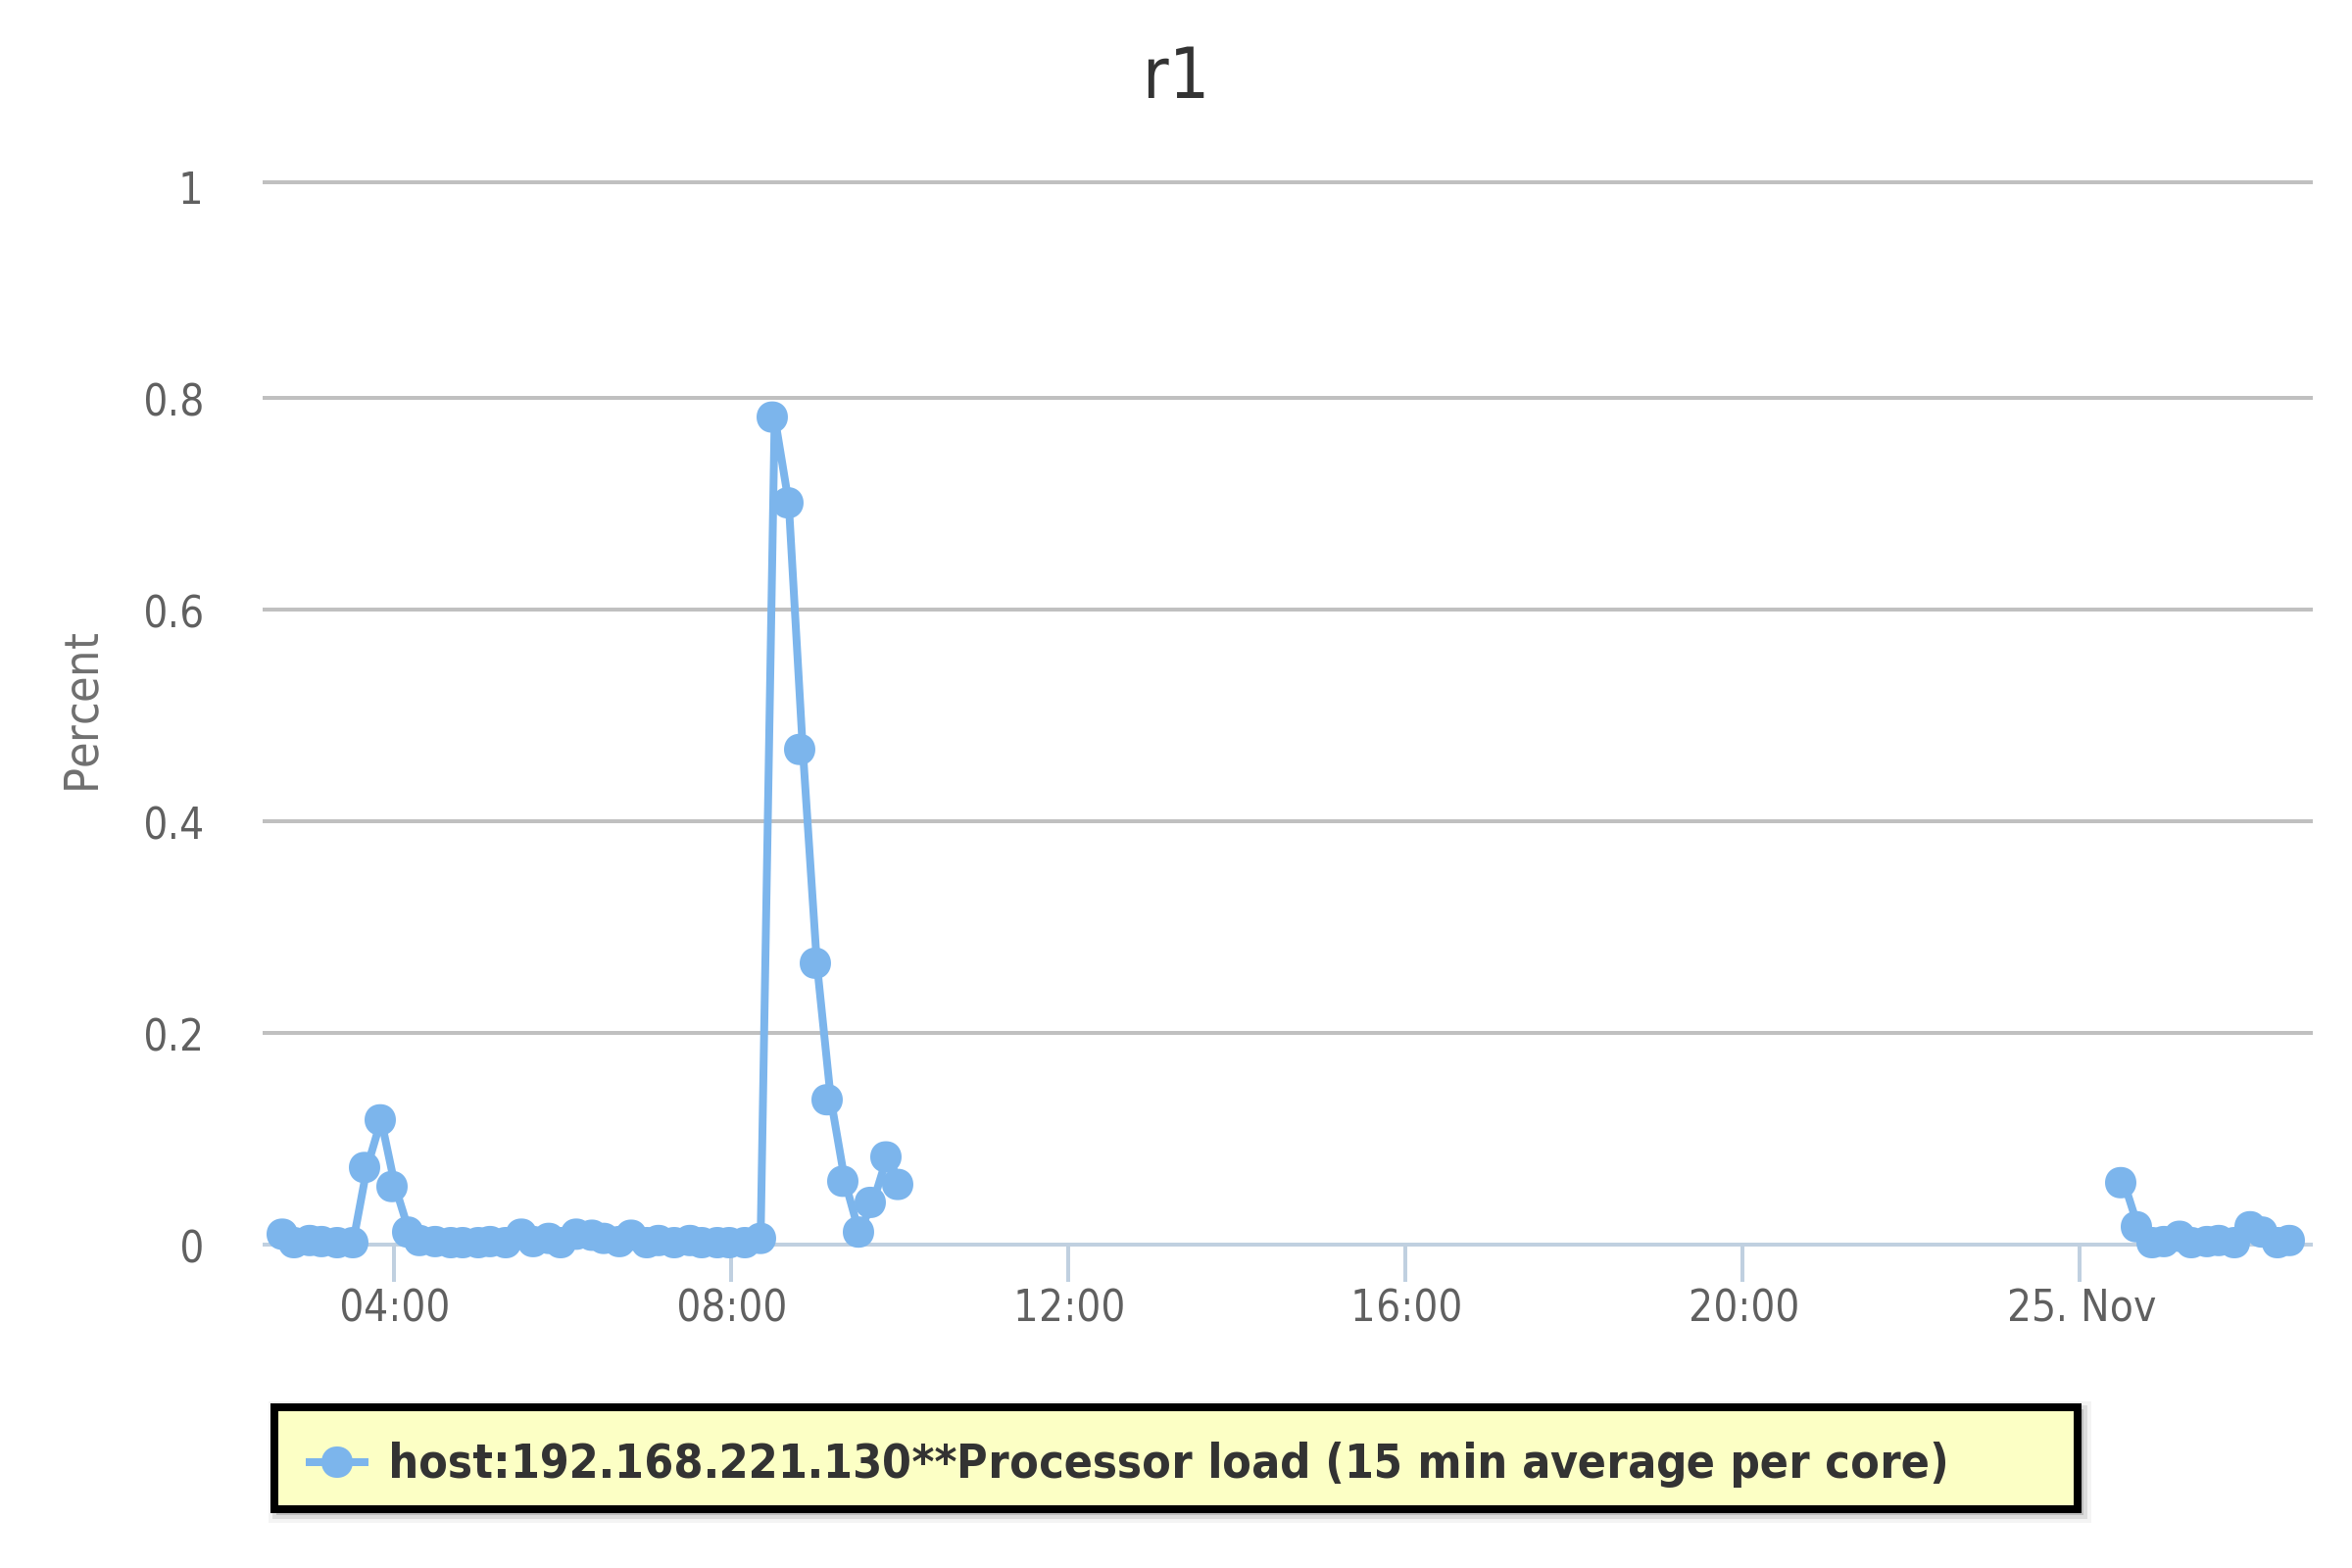 r1
1
0.8
0.6
0.4
0.2
0
Percent
04:00 08:00 12:00 16:00 20:00 25. Nov
host:192.168.221.130**Processor load (15 min average per core)